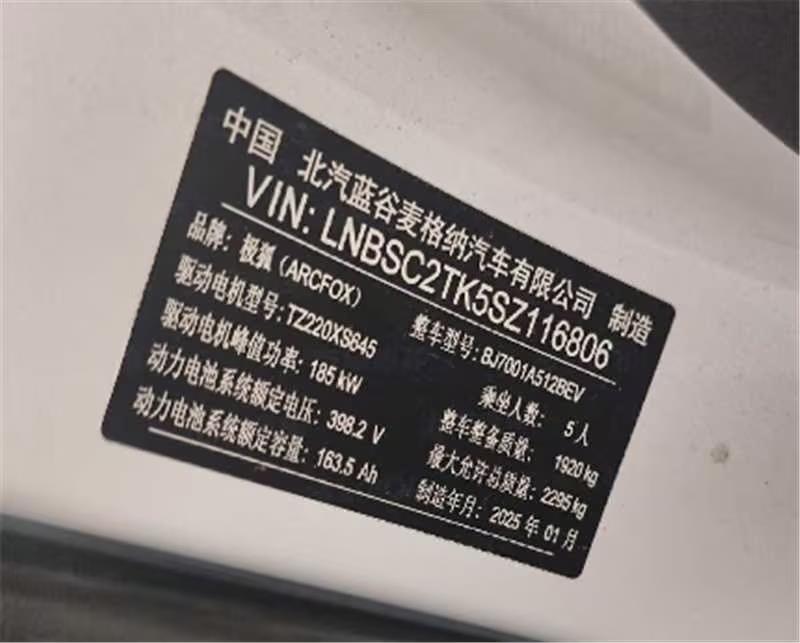 中国 北汽蓝谷麦格纳汽车有限公司 制造
VIN: LNBSC2TK5SZ116806
品牌: 极狐 (ARCFOX) 整车型号: BJ7001A512BEV
驱动电机型号: TZ220XS645 乘坐人数: 5人
驱动电机峰值功率: 185 kW 整车整备质量: 1920 kg
动力电池系统额定电压: 398.2 V 最大允许总质量: 2295 kg
动力电池系统额定容量: 163.5 Ah 制造年月: 2025 年 01 月